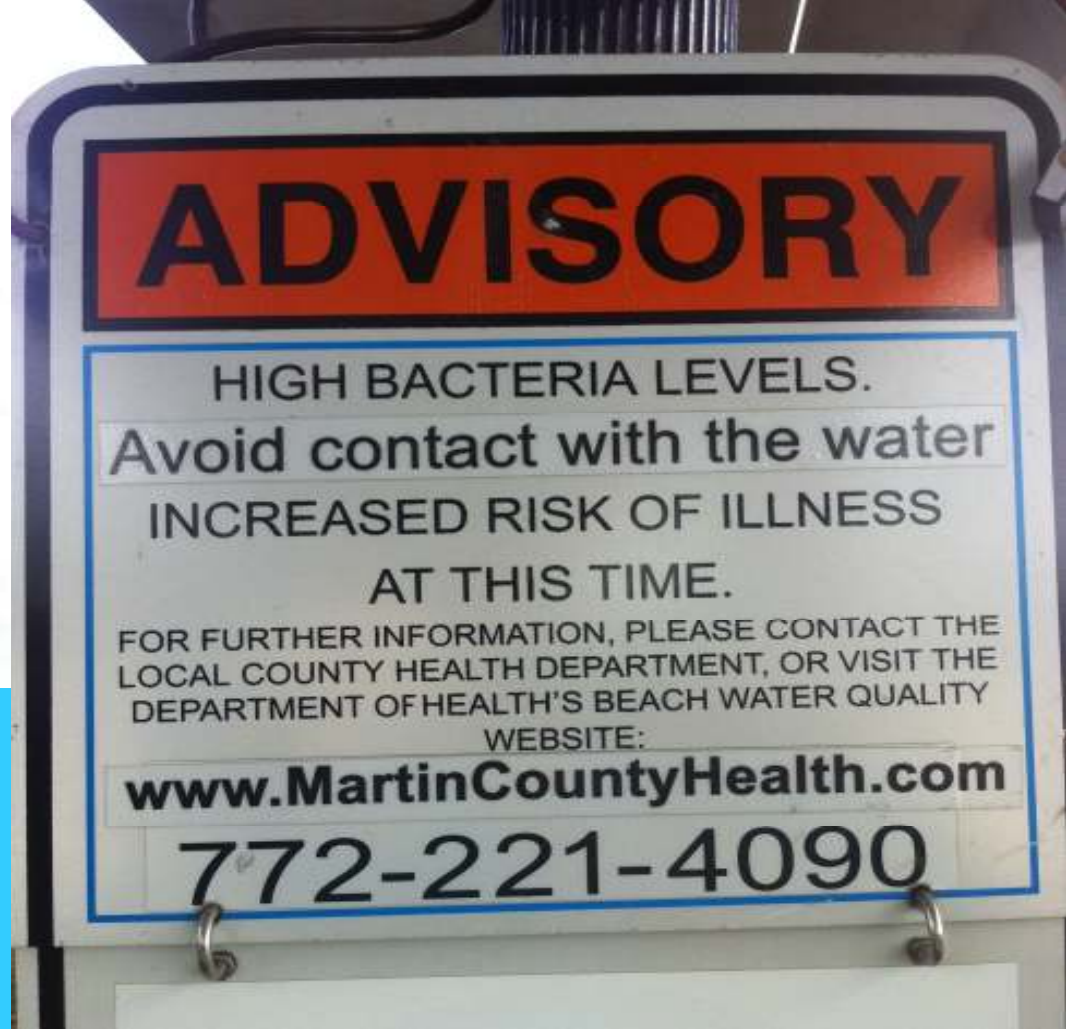 ADVISORY
HIGH BACTERIA LEVELS.
Avoid contact with the water
INCREASED RISK OF ILLNESS
AT THIS TIME.
FOR FURTHER INFORMATION, PLEASE CONTACT THE
LOCAL COUNTY HEALTH DEPARTMENT, OR VISIT THE
DEPARTMENT OF HEALTH'S BEACH WATER QUALITY
WEBSITE:
www.MartinCountyHealth.com
772-221-4090